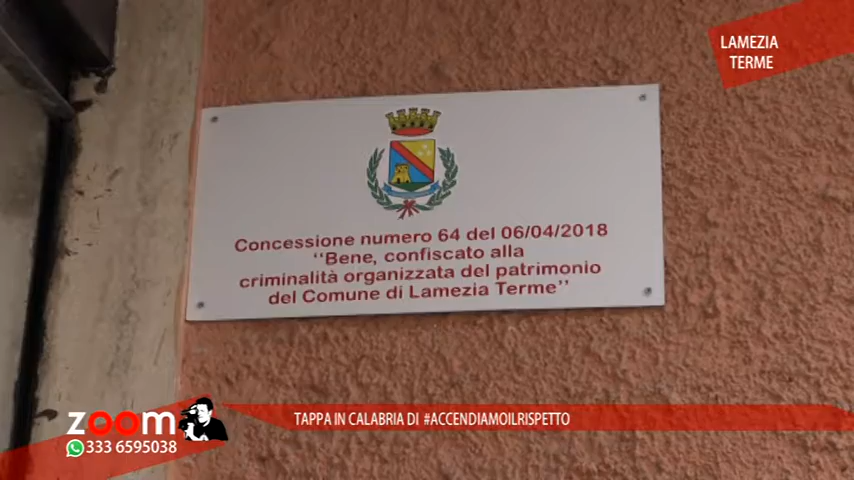 LAMEZIA
TERME
Concessione numero 64 del 06/04/2018
‘‘Bene, confiscato alla
criminalità organizzata del patrimonio
del Comune di Lamezia Terme’’
zoom
333 6595038
TAPPA IN CALABRIA DI #ACCENDIAMOILRISPETTO